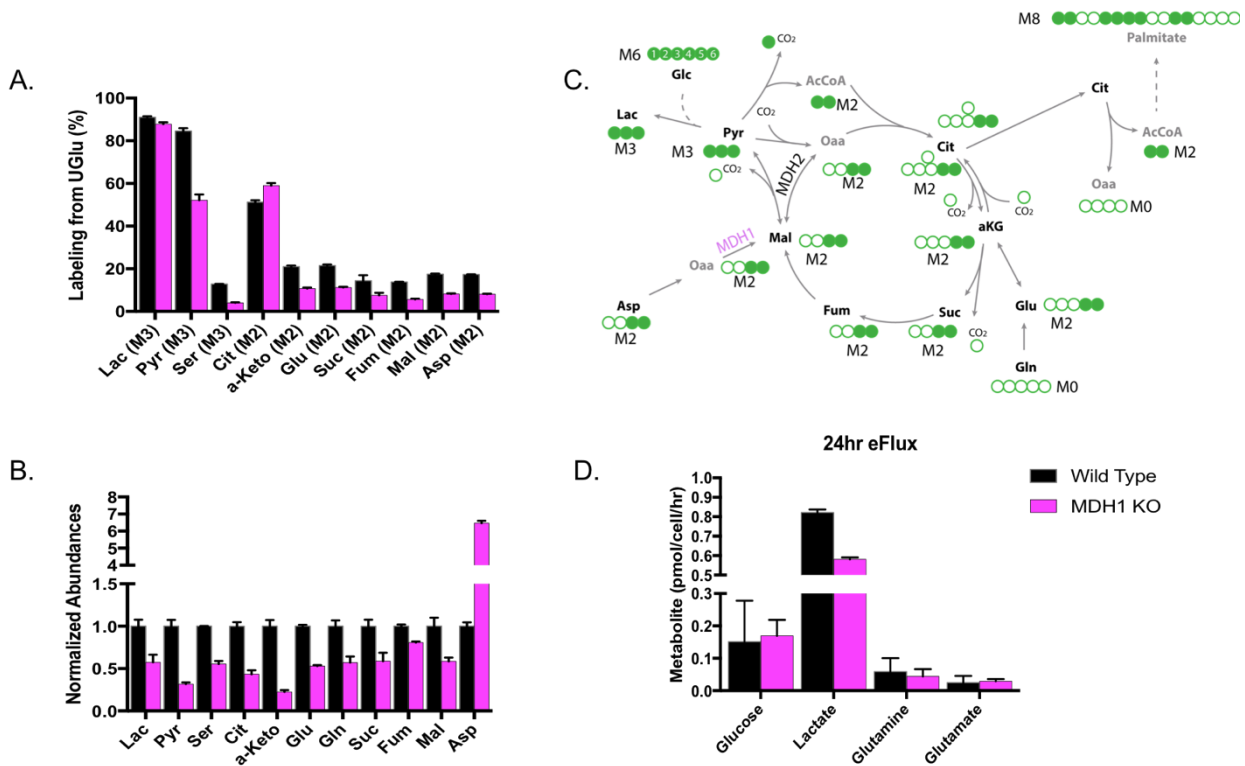 A.
Labeling from UGlu (%)
100
80
60
40
20
0
Lac (M3)
Pyr (M3)
Ser (M3)
Cit (M2)
a-Keto (M2)
Glu (M2)
Suc (M2)
Fum (M2)
Mal (M2)
Asp (M2)
C.
M6
1 2 3 4 5 6
Glc
CO₂
M8
Palmitate
AcCoA
M2
Lac
M3
Pyr
M3
CO₂
Oaa
M2
CO₂
MDH2
Cit
M2
Cit
AcCoA
M2
Oaa
M0
CO₂
CO₂
aKG
M2
MDH1
Mal
M2
Oaa
M2
Asp
M2
Fum
M2
Suc
M2
CO₂
Glu
M2
Gln
M0
B.
Normalized Abundances
7
6
5
4
1.5
1.0
0.5
0.0
Lac
Pyr
Ser
Cit
a-Keto
Glu
Gln
Suc
Fum
Mal
Asp
D.
24hr eFlux
Metabolite (pmol/cell/hr)
1.0
0.9
0.8
0.7
0.6
0.5
0.3
0.2
0.1
0.0
Glucose
Lactate
Glutamine
Glutamate
Wild Type
MDH1 KO